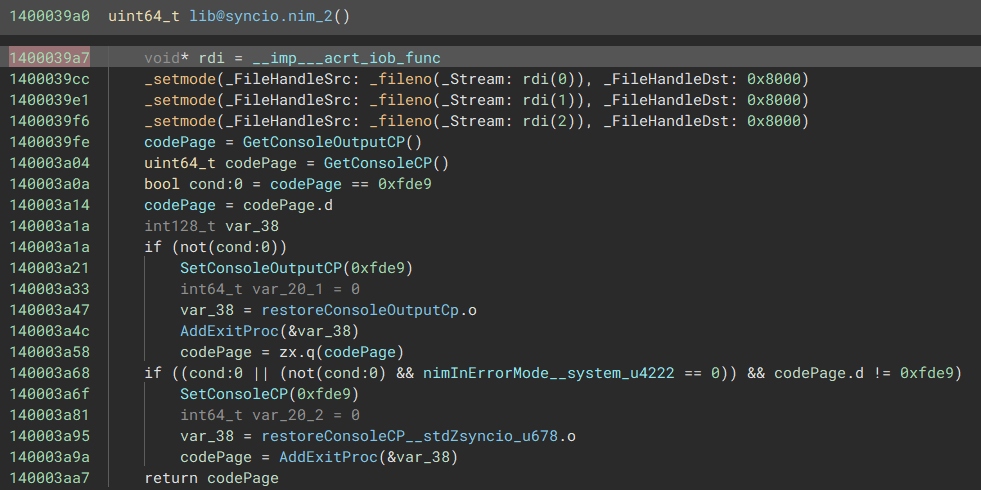 1400039a0 uint64_t lib@syncio.nim_2()
1400039a7 void* rdi = __imp___acrt_iob_func
1400039cc _setmode(_FileHandleSrc: _fileno(_Stream: rdi(0)), _FileHandleDst: 0x8000)
1400039e1 _setmode(_FileHandleSrc: _fileno(_Stream: rdi(1)), _FileHandleDst: 0x8000)
1400039f6 _setmode(_FileHandleSrc: _fileno(_Stream: rdi(2)), _FileHandleDst: 0x8000)
1400039fe codePage = GetConsoleOutputCP()
140003a04 uint64_t codePage = GetConsoleCP()
140003a0a bool cond:0 = codePage == 0xfde9
140003a14 codePage = codePage.d
140003a1a int128_t var_38
140003a1a if (not(cond:0))
140003a21 SetConsoleOutputCP(0xfde9)
140003a33 int64_t var_20_1 = 0
140003a47 var_38 = restoreConsoleOutputCp.o
140003a4c AddExitProc(&var_38)
140003a58 codePage = zx.q(codePage)
140003a68 if ((cond:0 || (not(cond:0) && nimInErrorMode__system_u4222 == 0)) && codePage.d != 0xfde9)
140003a6f SetConsoleCP(0xfde9)
140003a81 int64_t var_20_2 = 0
140003a95 var_38 = restoreConsoleCP__stdZsyncio_u678.o
140003a9a codePage = AddExitProc(&var_38)
140003aa7 return codePage